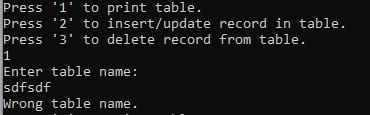 Press '1' to print table.
Press '2' to insert/update record in table.
Press '3' to delete record from table.
1
Enter table name:
sdfsdf
Wrong table name.